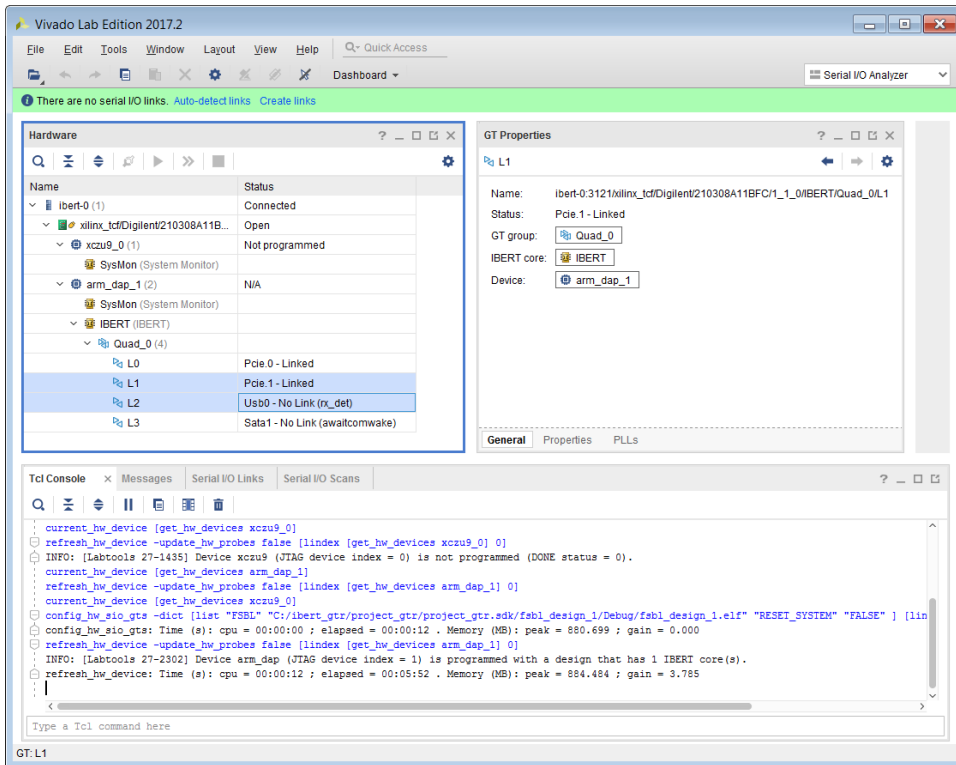 Vivado Lab Edition 2017.2
File Edit Tools Window Layout View Help Quick Access
Dashboard Serial I/O Analyzer
There are no serial I/O links. Auto-detect links Create links
Hardware
Name Status
ibert-0 (1) Connected
xilinx_tcf/Digilent/210308A11B... Open
xczu9_0 (1) Not programmed
SysMon (System Monitor)
arm_dap_1 (2) N/A
SysMon (System Monitor)
IBERT (IBERT)
Quad_0 (4)
L0 Pcie.0 - Linked
L1 Pcie.1 - Linked
L2 Usb0 - No Link (rx_det)
L3 Sata1 - No Link (awaitcomwake)
GT Properties
L1
Name: ibert-0:3121/xilinx_tcf/Digilent/210308A11BFC/1_1_0/IBERT/Quad_0/L1
Status: Pcie.1 - Linked
GT group: Quad_0
IBERT core: IBERT
Device: arm_dap_1
General Properties PLLs
Tcl Console Messages Serial I/O Links Serial I/O Scans
current_hw_device [get_hw_devices xczu9_0]
refresh_hw_device -update_hw_probes false [lindex [get_hw_devices xczu9_0] 0]
INFO: [Labtools 27-1435] Device xczu9 (JTAG device index = 0) is not programmed (DONE status = 0).
current_hw_device [get_hw_devices arm_dap_1]
refresh_hw_device -update_hw_probes false [lindex [get_hw_devices arm_dap_1] 0]
current_hw_device [get_hw_devices xczu9_0]
config_hw_sio_gts -dict [list "FSBL" "C:/ibert_gtr/project_gtr/project_gtr.sdk/fsbl_design_1/Debug/fsbl_design_1.elf" "RESET_SYSTEM" "FALSE" ] [lin
config_hw_sio_gts: Time (s): cpu = 00:00:00 ; elapsed = 00:00:12 . Memory (MB): peak = 880.699 ; gain = 0.000
refresh_hw_device -update_hw_probes false [lindex [get_hw_devices arm_dap_1] 0]
INFO: [Labtools 27-2302] Device arm_dap (JTAG device index = 1) is programmed with a design that has 1 IBERT core(s).
refresh_hw_device: Time (s): cpu = 00:00:12 ; elapsed = 00:05:52 . Memory (MB): peak = 884.484 ; gain = 3.785
Type a Tcl command here
GT: L1